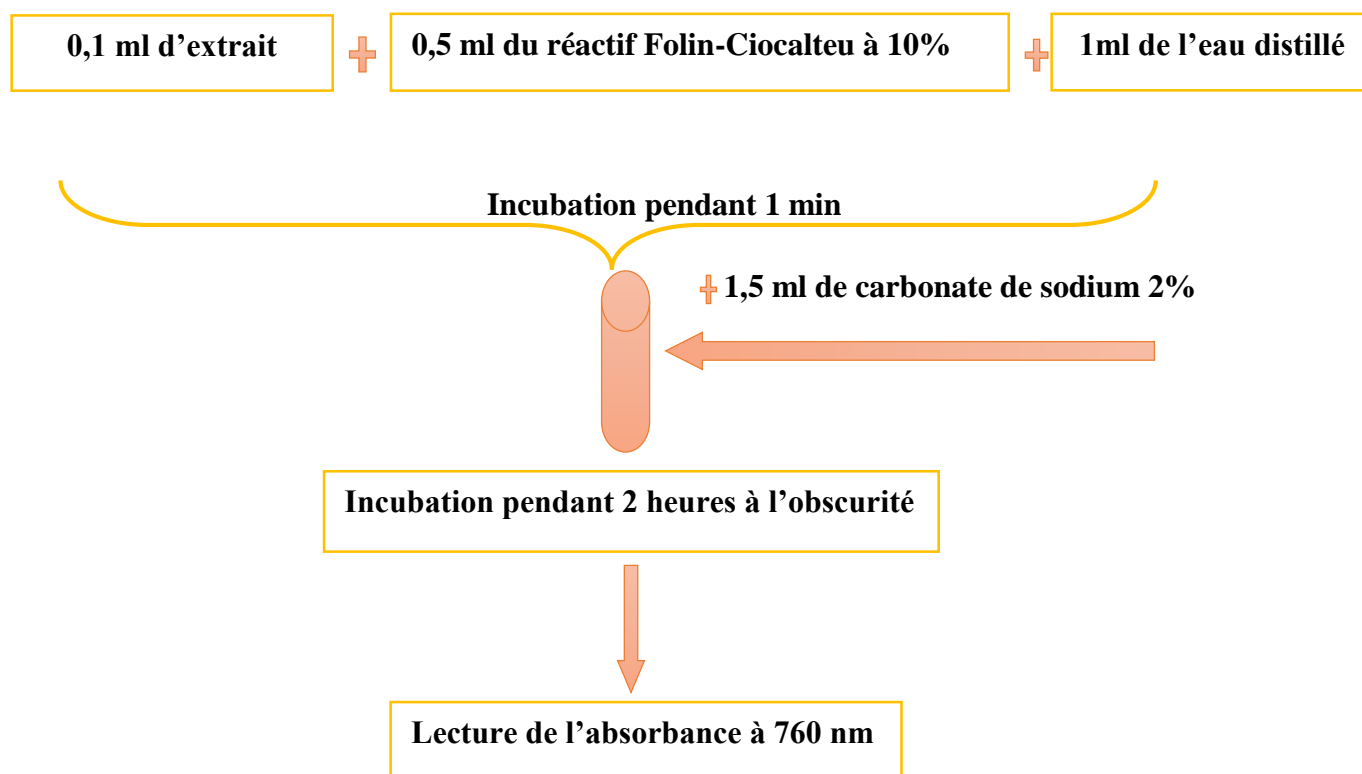 0,1 ml d’extrait
0,5 ml du réactif Folin-Ciocalteu à 10%
1ml de l’eau distillé
Incubation pendant 1 min
1,5 ml de carbonate de sodium 2%
Incubation pendant 2 heures à l’obscurité
Lecture de l’absorbance à 760 nm